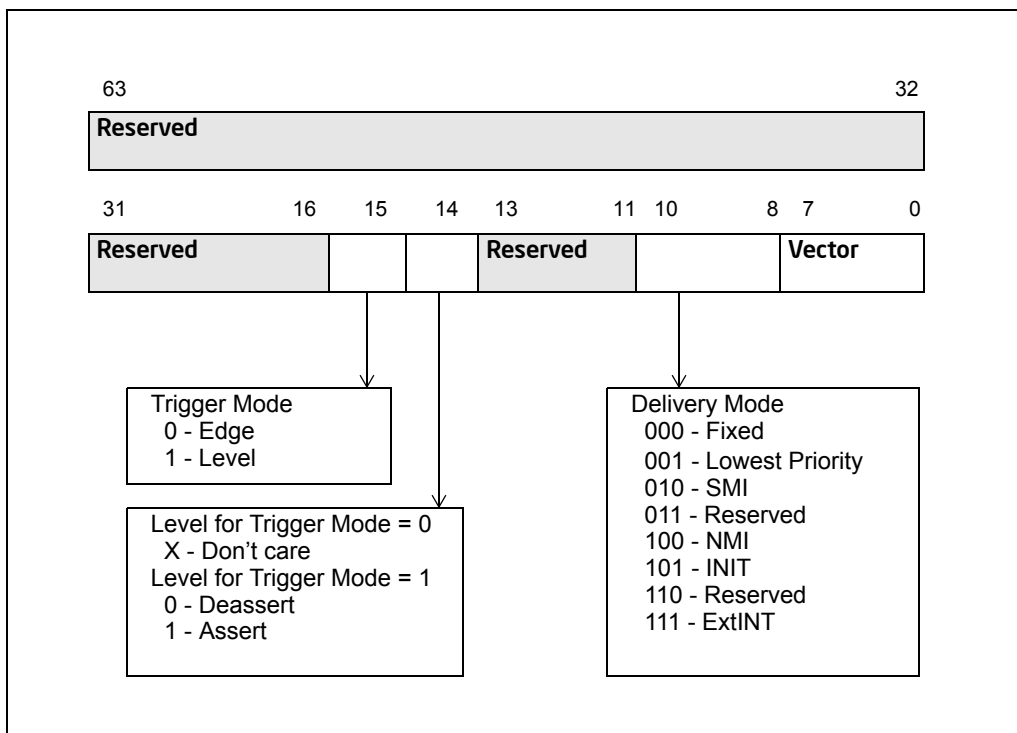 63 32
Reserved
31 16 15 14 13 11 10 8 7 0
Reserved Reserved Vector
Trigger Mode
0 - Edge
1 - Level
Level for Trigger Mode = 0
X - Don't care
Level for Trigger Mode = 1
0 - Deassert
1 - Assert
Delivery Mode
000 - Fixed
001 - Lowest Priority
010 - SMI
011 - Reserved
100 - NMI
101 - INIT
110 - Reserved
111 - ExtINT